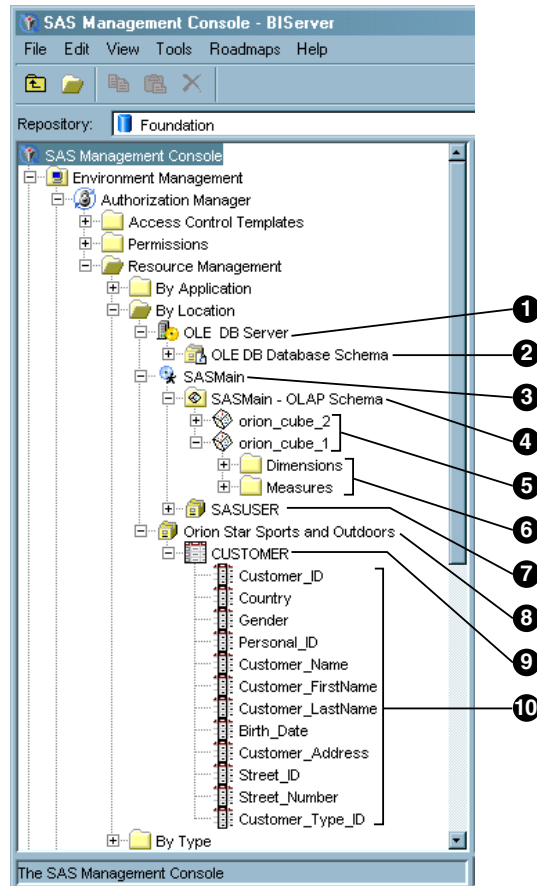 SAS Management Console - BIServer
File Edit View Tools Roadmaps Help
Repository: Foundation
SAS Management Console
Environment Management
Authorization Manager
Access Control Templates
Permissions
Resource Management
By Application
By Location
OLE DB Server
1
OLE DB Database Schema
2
SASMain
3
SASMain - OLAP Schema
4
orion_cube_2
orion_cube_1
5
Dimensions
Measures
6
SASUSER
7
Orion Star Sports and Outdoors
8
CUSTOMER
9
Customer_ID
Country
Gender
Personal_ID
Customer_Name
Customer_FirstName
Customer_LastName
10
Birth_Date
Customer_Address
Street_ID
Street_Number
Customer_Type_ID
By Type
The SAS Management Console